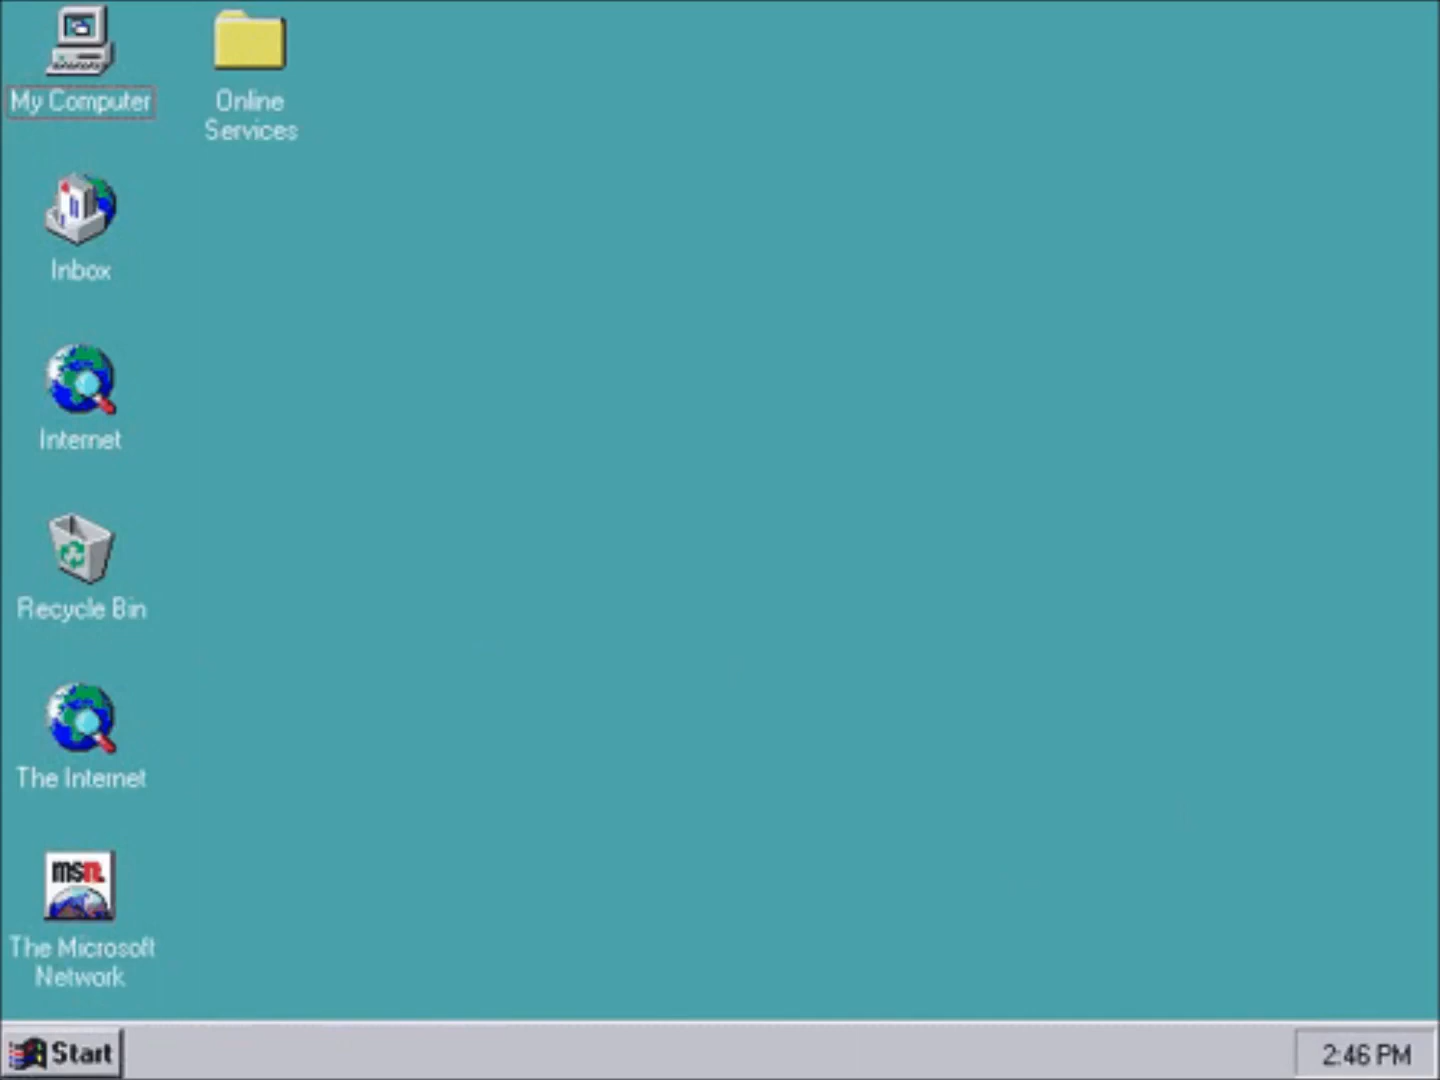 My Computer
Online
Services
Inbox
Internet
Recycle Bin
The Internet
msn.
The Microsoft
Network
Start
2:46 PM